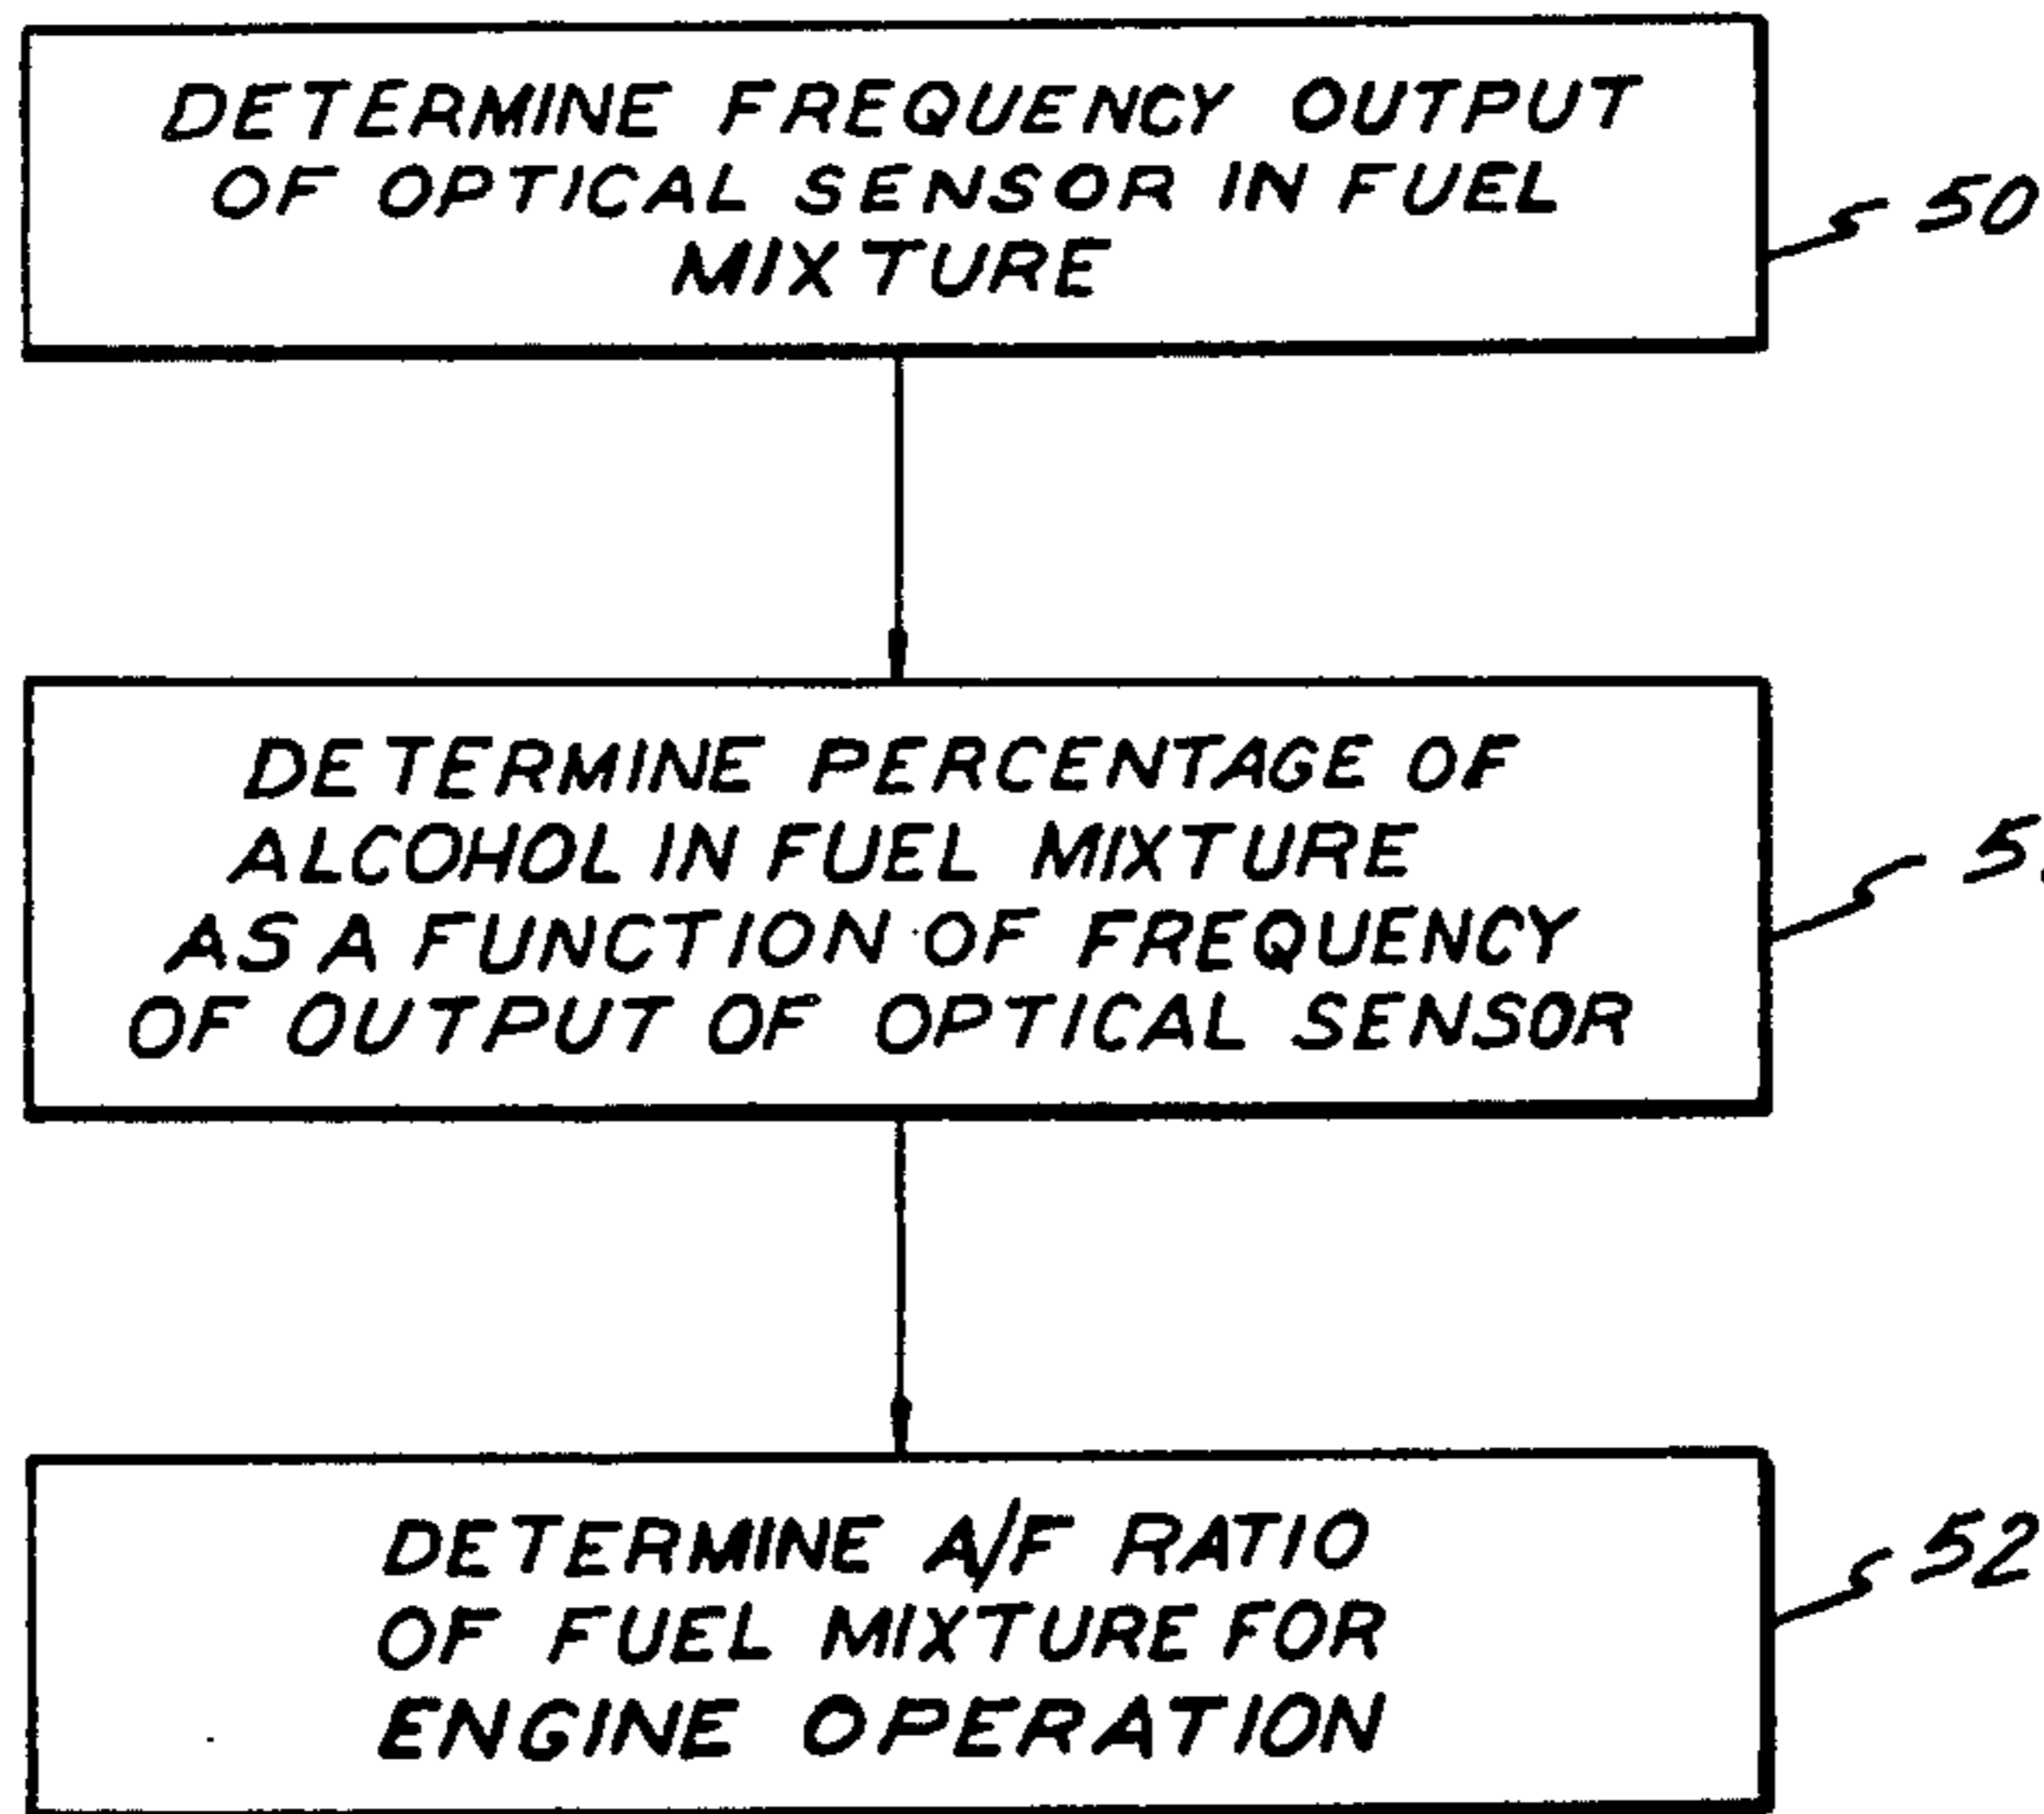 DETERMINE FREQUENCY OUTPUT
OF OPTICAL SENSOR IN FUEL
MIXTURE
50
DETERMINE PERCENTAGE OF
ALCOHOL IN FUEL MIXTURE
AS A FUNCTION OF FREQUENCY
OF OUTPUT OF OPTICAL SENSOR
DETERMINE A/F RATIO
OF FUEL MIXTURE FOR
ENGINE OPERATION
52